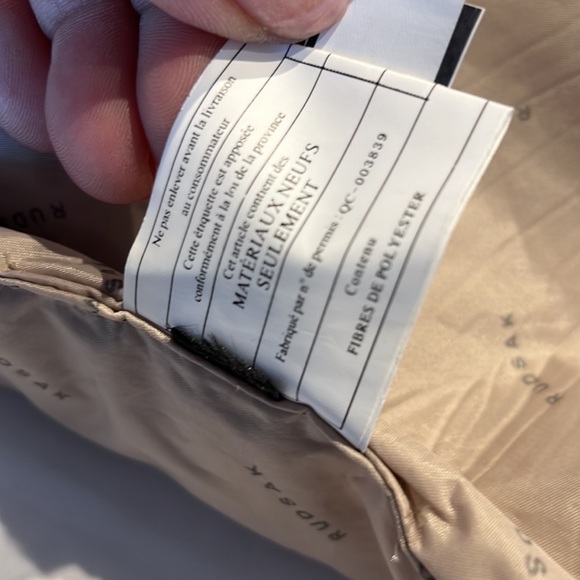 Ne pas enlever avant la livraison
au consommateur
Cette étiquette est apposée
conformément à la loi de la province
Cet article contient des
MATÉRIAUX NEUFS
SEULEMENT
Fabriqué par n° de permis : QC-003839
Contenu
FIBRES DE POLYESTER
RUDSAK
RUDSAK
RUDSAK